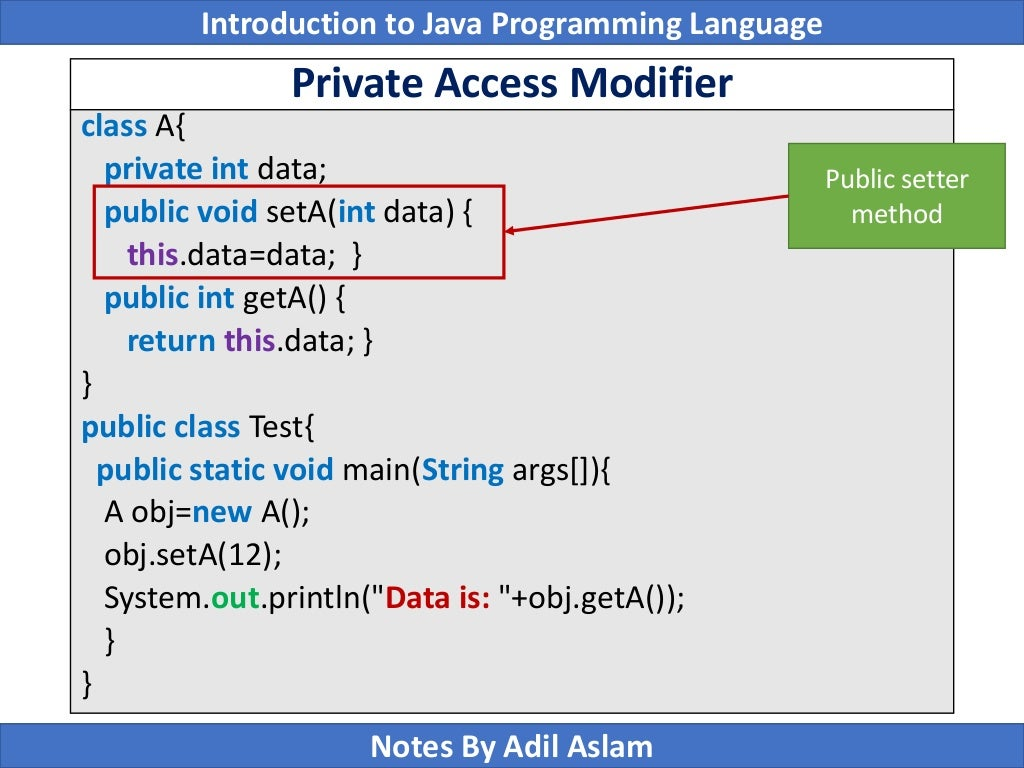 Introduction to Java Programming Language
Private Access Modifier
class A{
private int data;
public void setA(int data) {
this.data=data;  }
public int getA() {
return this.data; }
}
public class Test{
public static void main(String args[]){
A obj=new A();
obj.setA(12);
System.out.println("Data is: "+obj.getA());
}
}
Public setter
method
Notes By Adil Aslam